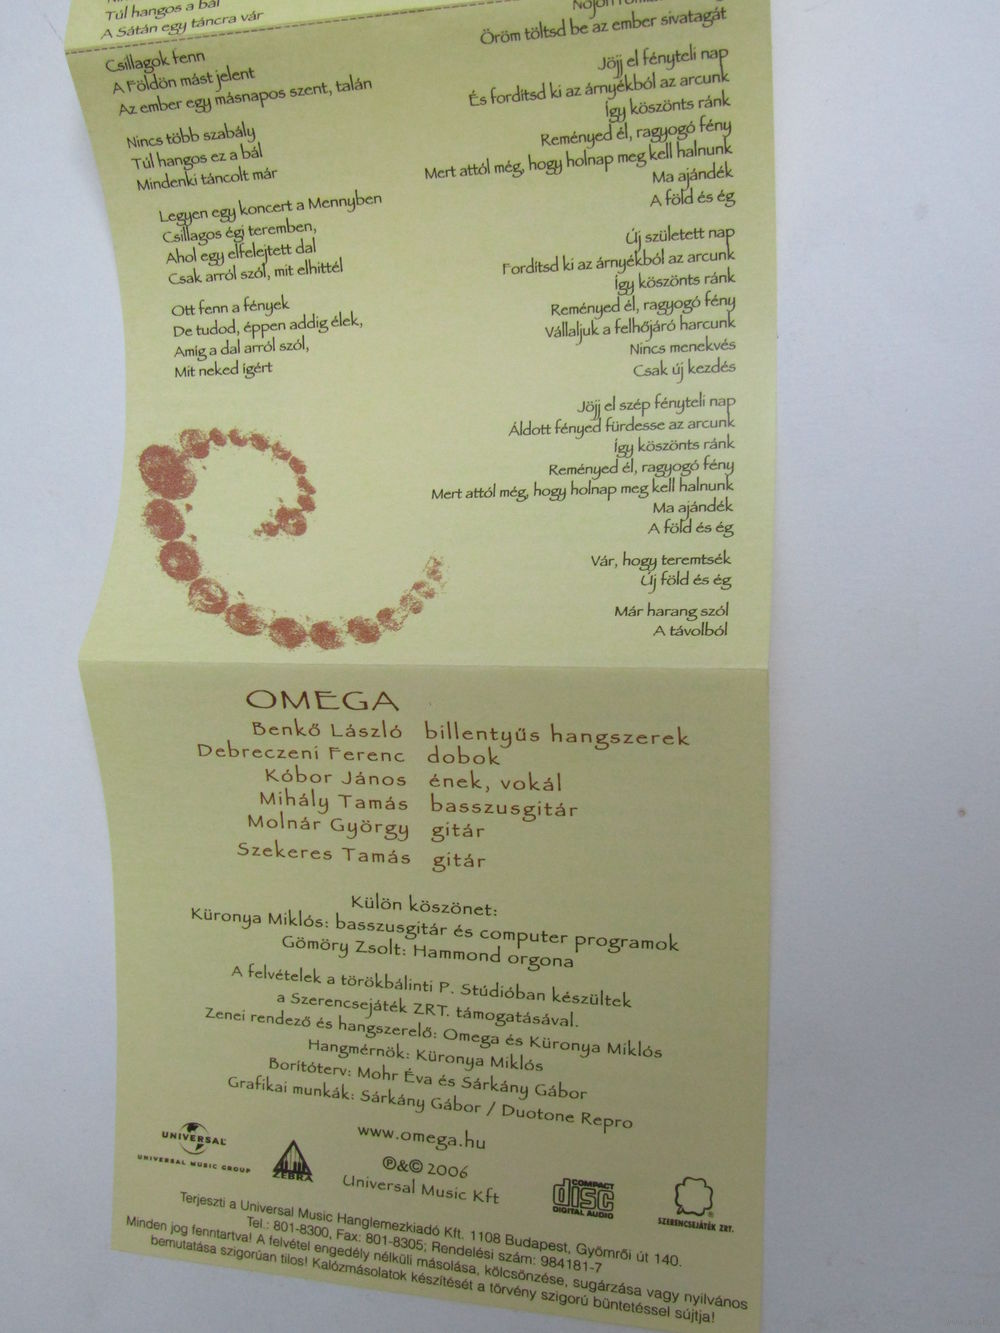 Túl hangos a bál
A Sátán egy táncra vár
Csillagok fenn
A Földön mást jelent
Az ember egy másnapos szent, talán
Nincs több szabály
Túl hangos ez a bál
Mindenki táncolt már
Legyen egy koncert a Mennyben
Csillagos égi teremben,
Ahol egy elfelejtett dal
Csak arról szól, mit elhittél
Ott fenn a fények
De tudod, éppen addig élek,
Amíg a dal arról szól,
Mit neked ígért
Öröm töltsd be az ember sivatagát
Jöjj el fényteli nap
És fordítsd ki az árnyékból az arcunk
Így köszönts ránk
Reményed él, ragyogó fény
Mert attól még, hogy holnap meg kell halnunk
Ma ajándék
A föld és ég
Új született nap
Fordítsd ki az árnyékból az arcunk
Így köszönts ránk
Reményed él, ragyogó fény
Vállaljuk a felhőjáró harcunk
Nincs menekvés
Csak új kezdés
Jöjj el szép fényteli nap
Áldott fényed fürdesse az arcunk
Így köszönts ránk
Reményed él, ragyogó fény
Mert attól még, hogy holnap meg kell halnunk
Ma ajándék
A föld és ég
Vár, hogy teremtsék
Új föld és ég
Már harang szól
A távolból
OMEGA
Benkő László billentyűs hangszerek
Debreczeni Ferenc dobok
Kóbor János ének, vokál
Mihály Tamás basszusgitár
Molnár György gitár
Szekeres Tamás gitár
Külön köszönet:
Küronya Miklós: basszusgitár és computer programok
Gömöry Zsolt: Hammond orgona
A felvételek a törökbálinti P. Stúdióban készültek
a Szerencsejáték ZRT. támogatásával.
Zenei rendező és hangszerelő: Omega és Küronya Miklós
Hangmérnök: Küronya Miklós
Borítóterv: Mohr Éva és Sárkány Gábor
Grafikai munkák: Sárkány Gábor / Duotone Repro
www.omega.hu
℗&© 2006
Universal Music Kft
UNIVERSAL
UNIVERSAL MUSIC GROUP
ZEBRA
COMPACT
disc
DIGITAL AUDIO
SZERENCSEJÁTÉK ZRT.
Terjeszti a Universal Music Hanglemezkiadó Kft. 1108 Budapest, Gyömrői út 140.
Tel.: 801-8300, Fax: 801-8305; Rendelési szám: 984181-7
Minden jog fenntartva! A felvétel engedély nélküli másolása, kölcsönzése, sugárzása vagy nyilvános
bemutatása szigorúan tilos! Kalózmásolatok készítését a törvény szigorú büntetéssel sújtja!